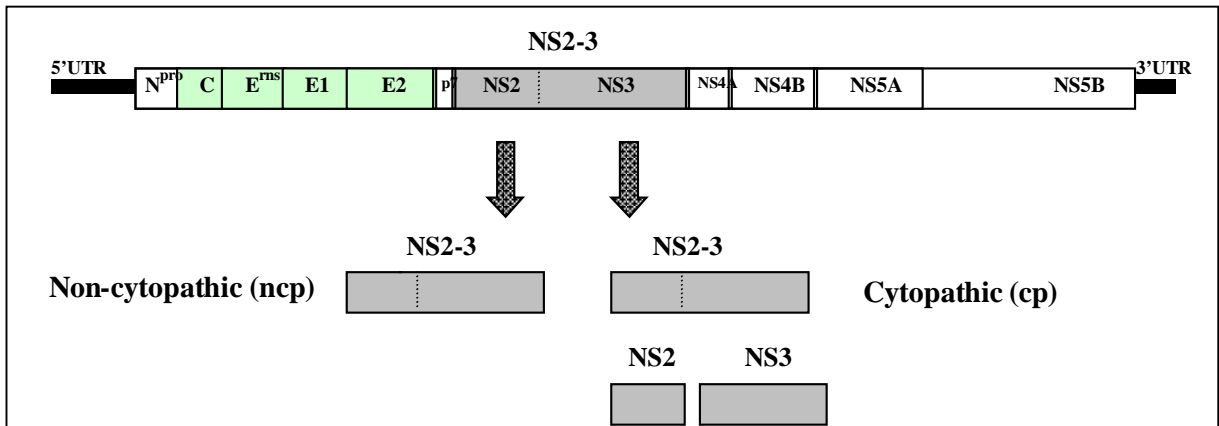 NS2-3
5'UTR
3'UTR
N^pro C E^rns E1 E2 p7 NS2 NS3 NS4A NS4B NS5A NS5B
NS2-3 NS2-3
Non-cytopathic (ncp) Cytopathic (cp)
NS2 NS3